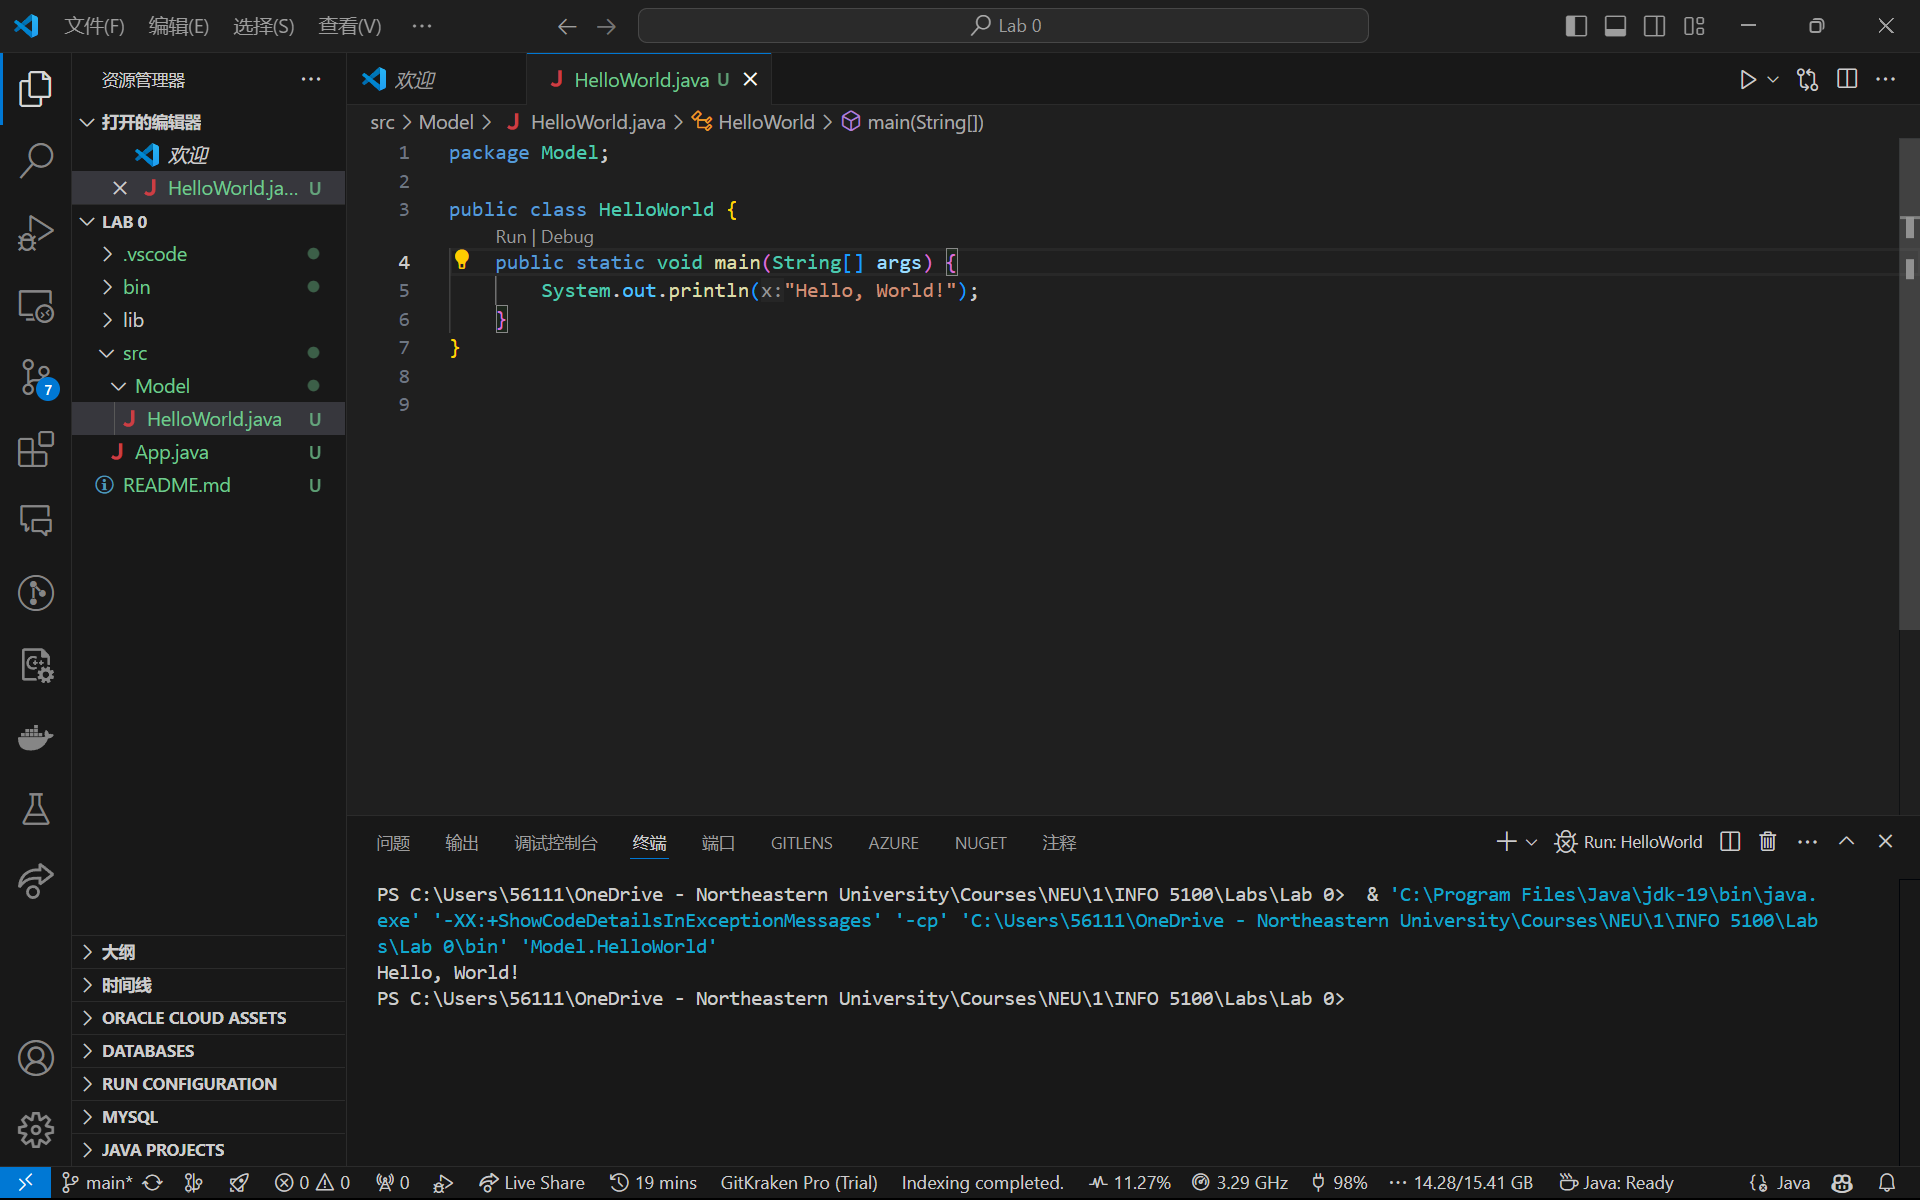 文件(F) 编辑(E) 选择(S) 查看(V) ··· Lab 0
资源管理器 ···
打开的编辑器
欢迎
HelloWorld.ja... U
LAB 0
.vscode
bin
lib
src
Model
HelloWorld.java U
App.java U
README.md U
7
大纲
时间线
ORACLE CLOUD ASSETS
DATABASES
RUN CONFIGURATION
MYSQL
JAVA PROJECTS
欢迎 HelloWorld.java U
src > Model > HelloWorld.java > HelloWorld > main(String[])
1 package Model;
2
3 public class HelloWorld {
Run | Debug
4 public static void main(String[] args) {
5 System.out.println(x:"Hello, World!");
6 }
7 }
8
9
问题 输出 调试控制台 终端 端口 GITLENS AZURE NUGET 注释 Run: HelloWorld
PS C:\Users\56111\OneDrive - Northeastern University\Courses\NEU\1\INFO 5100\Labs\Lab 0>  & 'C:\Program Files\Java\jdk-19\bin\java.
exe' '-XX:+ShowCodeDetailsInExceptionMessages' '-cp' 'C:\Users\56111\OneDrive - Northeastern University\Courses\NEU\1\INFO 5100\Lab
s\Lab 0\bin' 'Model.HelloWorld'
Hello, World!
PS C:\Users\56111\OneDrive - Northeastern University\Courses\NEU\1\INFO 5100\Labs\Lab 0>
main* 0 0 0 Live Share 19 mins GitKraken Pro (Trial) Indexing completed. 11.27% 3.29 GHz 98% ··· 14.28/15.41 GB Java: Ready Java